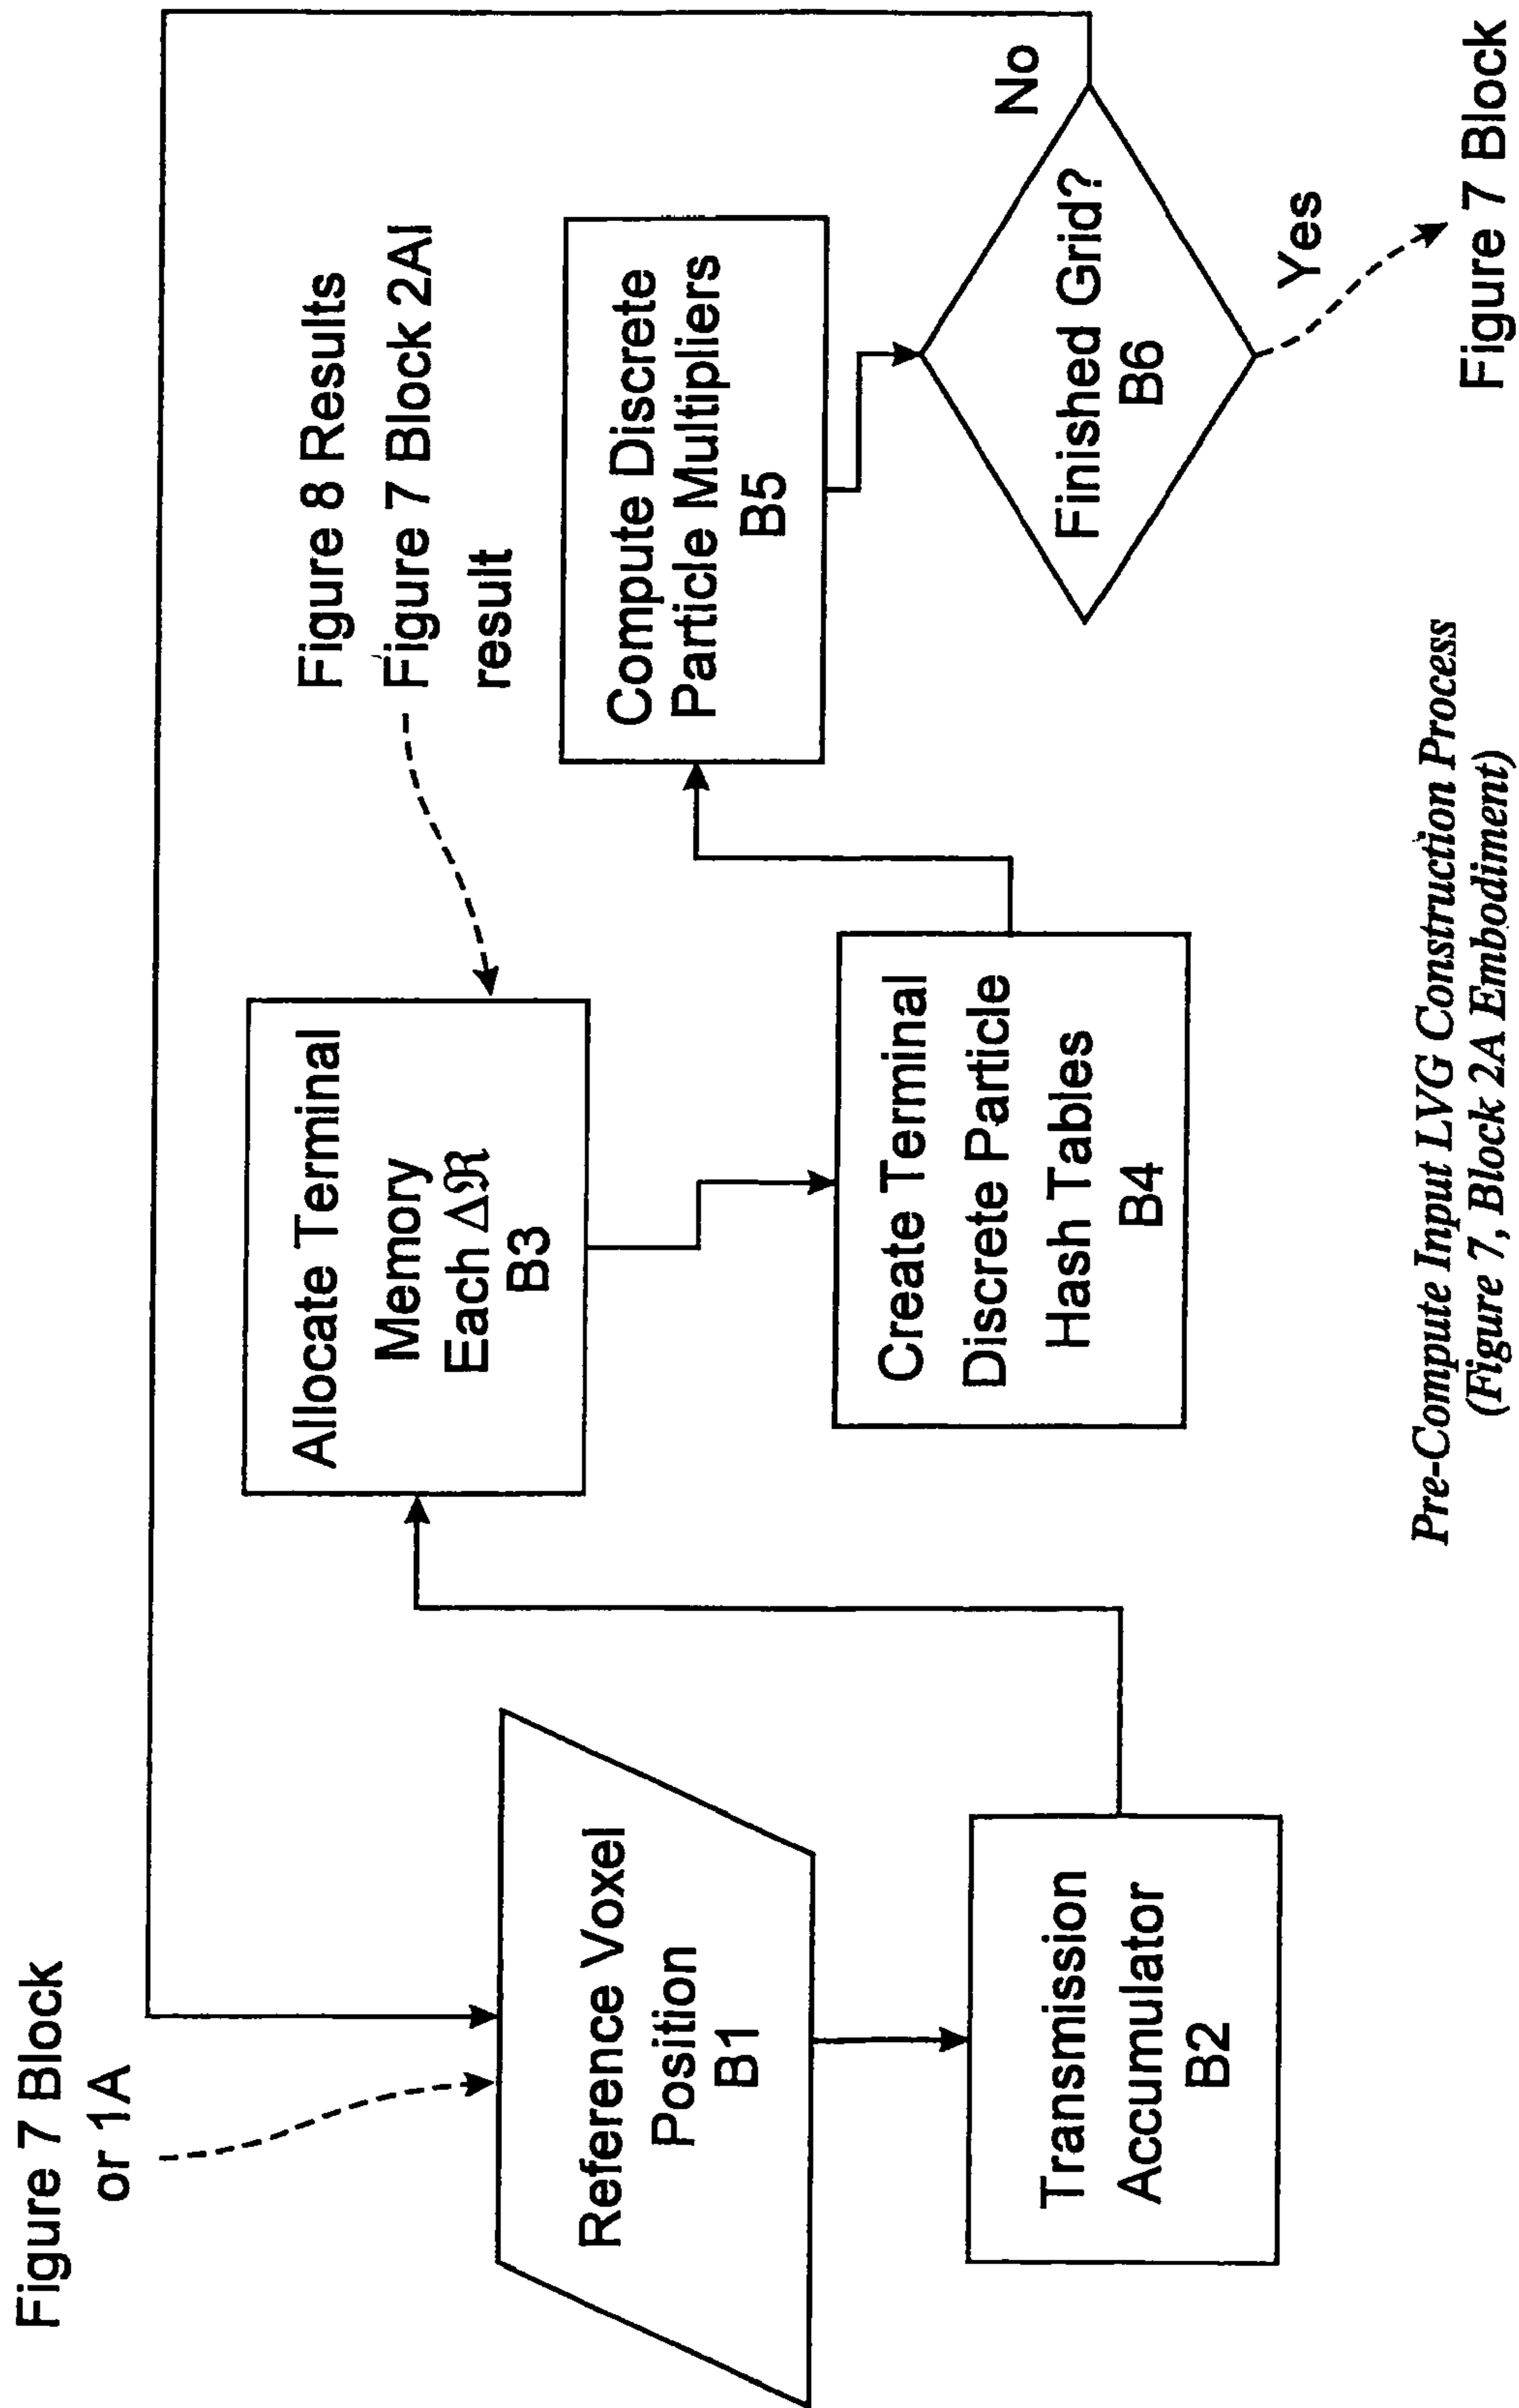 Figure 7 Block
or 1A
Reference Voxel
Position
B1
Transmission
Accumulator
B2
Allocate Terminal
Memory
Each Δℜ
B3
Figure 8 Results
Figure 7 Block 2AI
result
Create Terminal
Discrete Particle
Hash Tables
B4
Compute Discrete
Particle Multipliers
B5
Finished Grid?
B6
No
Yes
Figure 7 Block
Pre-Compute Input LVG Construction Process
(Figure 7, Block 2A Embodiment)